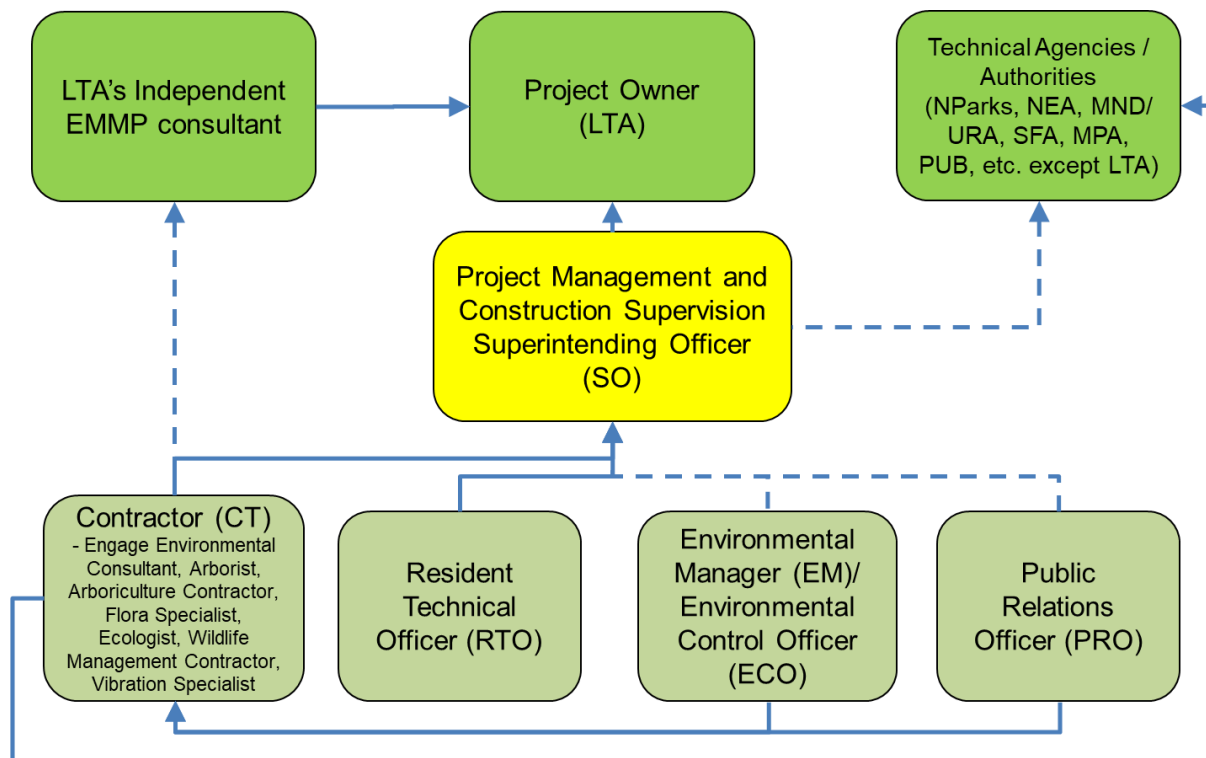 LTA's Independent
EMMP consultant
Project Owner
(LTA)
Technical Agencies /
Authorities
(NParks, NEA, MND/
URA, SFA, MPA,
PUB, etc. except LTA)
Project Management and
Construction Supervision
Superintending Officer
(SO)
Contractor (CT)
- Engage Environmental
Consultant, Arborist,
Arboriculture Contractor,
Flora Specialist,
Ecologist, Wildlife
Management Contractor,
Vibration Specialist
Resident
Technical
Officer (RTO)
Environmental
Manager (EM)/
Environmental
Control Officer
(ECO)
Public
Relations
Officer (PRO)